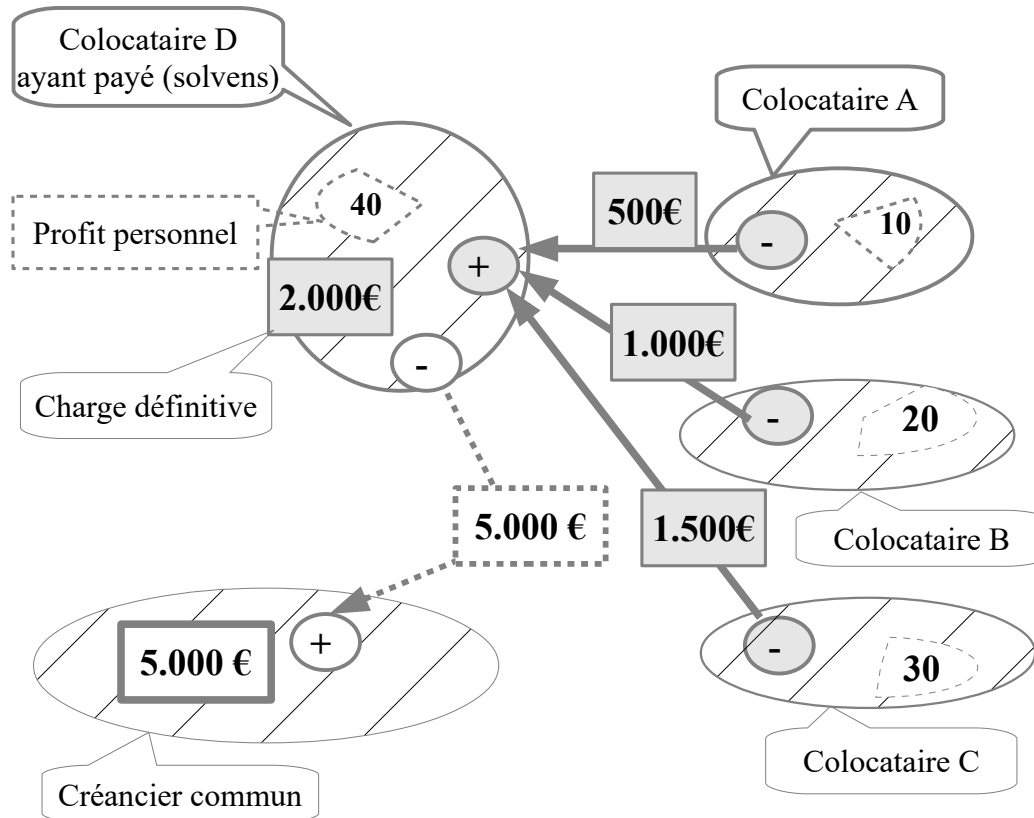 Colocataire D
ayant payé (solvens)
Colocataire A
40
Profit personnel
500€
-
10
+
2.000€
1.000€
-
Charge définitive
-
20
5.000 €
1.500€
Colocataire B
+
5.000 €
-
30
Colocataire C
Créancier commun